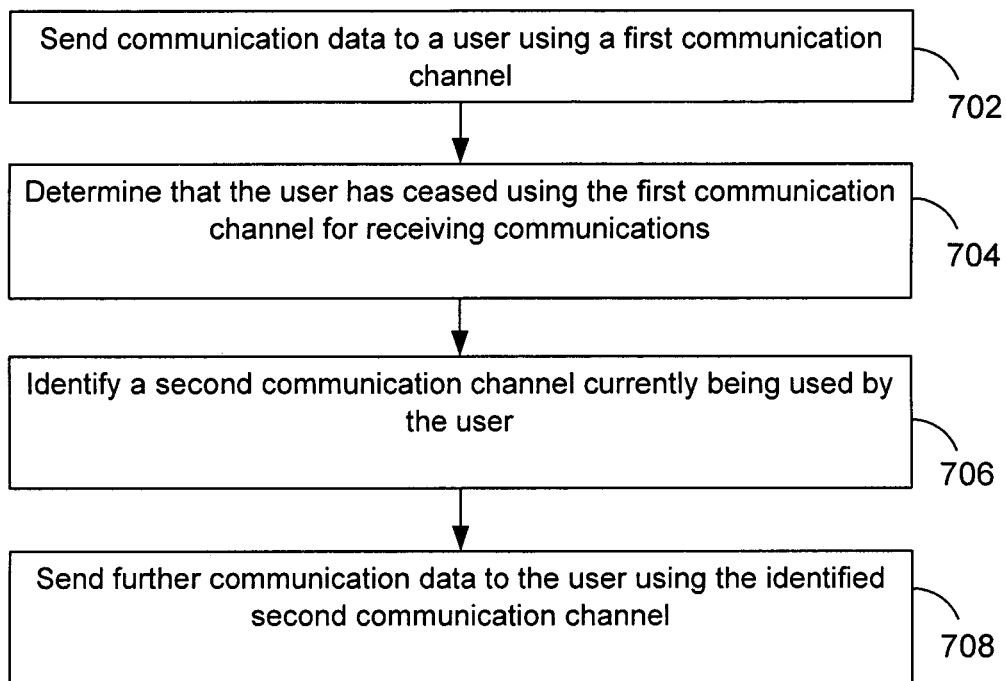 Send communication data to a user using a first communication
channel
702
Determine that the user has ceased using the first communication
channel for receiving communications
704
Identify a second communication channel currently being used by
the user
706
Send further communication data to the user using the identified
second communication channel
708